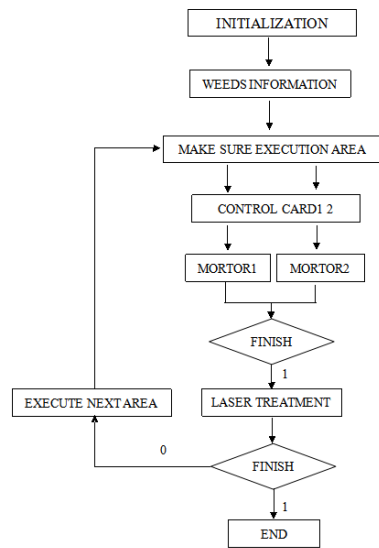 INITIALIZATION
WEEDS INFORMATION
MAKE SURE EXECUTION AREA
CONTROL CARD1 2
MORTOR1
MORTOR2
FINISH
1
EXECUTE NEXT AREA
LASER TREATMENT
0
FINISH
1
END